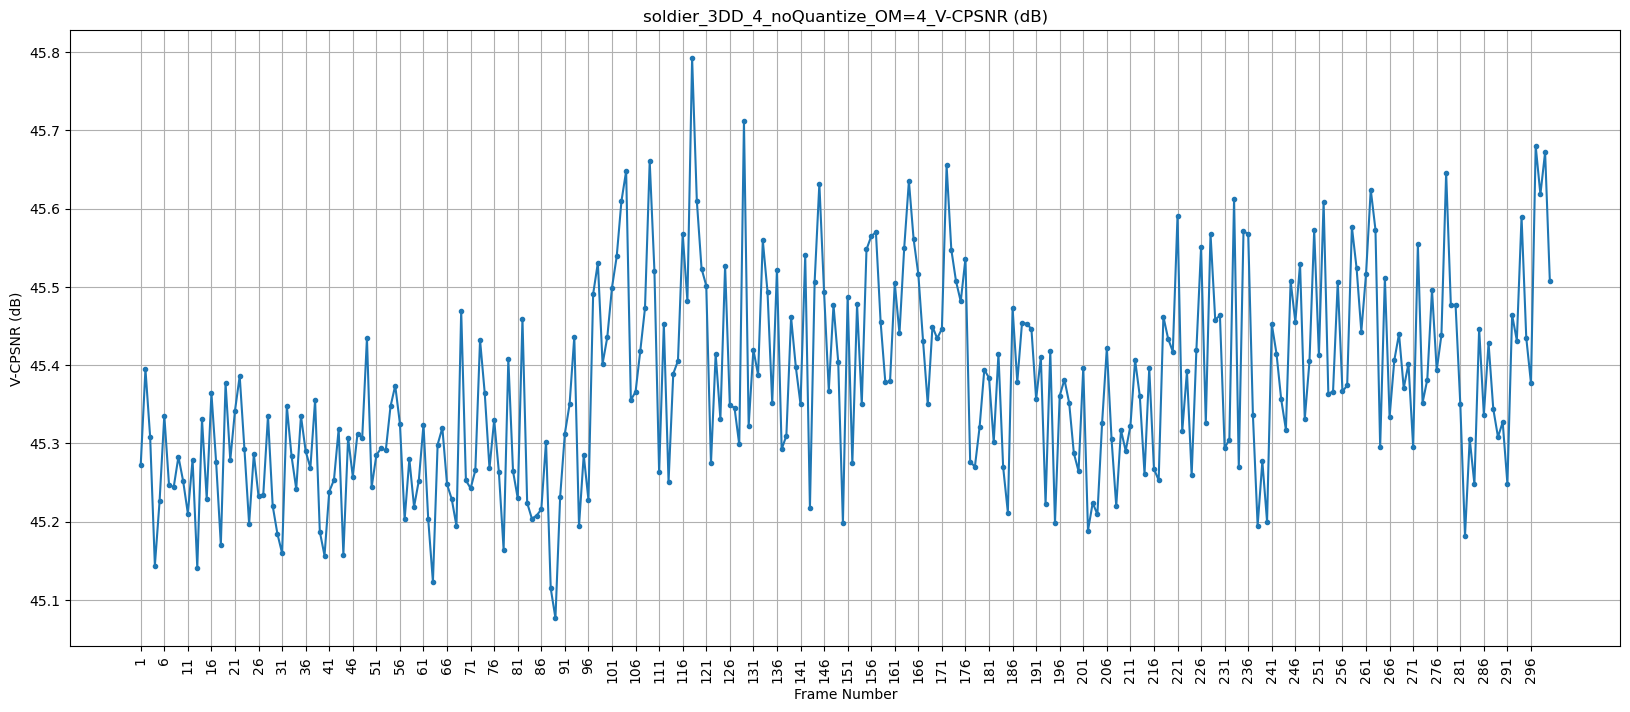 soldier_3DD_4_noQuantize_OM=4_V-CPSNR (dB)
V-CPSNR (dB)
45.8
45.7
45.6
45.5
45.4
45.3
45.2
45.1
1 6 11 16 21 26 31 36 41 46 51 56 61 66 71 76 81 86 91 96 101 106 111 116 121 126 131 136 141 146 151 156 161 166 171 176 181 186 191 196 201 206 211 216 221 226 231 236 241 246 251 256 261 266 271 276 281 286 291 296
Frame Number